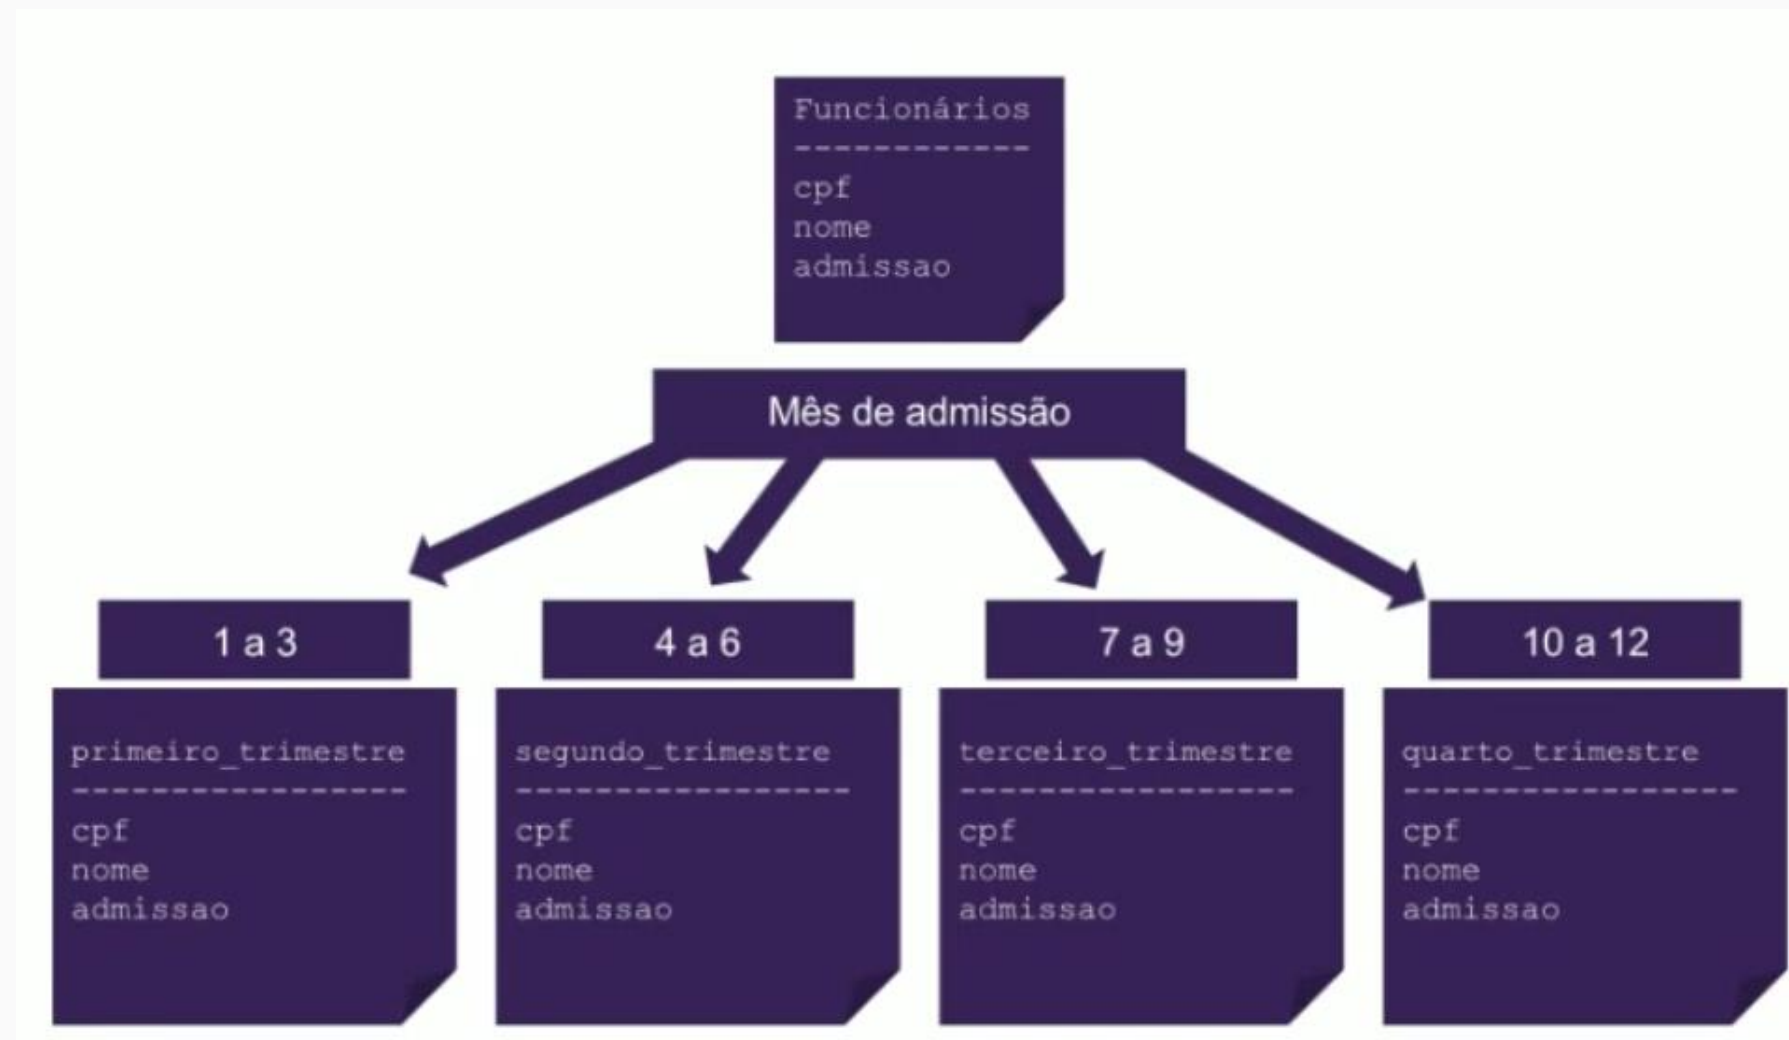 Funcionários
------------
cpf
nome
admissao
Mês de admissão
1 a 3
primeiro_trimestre
-----------------
cpf
nome
admissao
4 a 6
segundo_trimestre
-----------------
cpf
nome
admissao
7 a 9
terceiro_trimestre
-----------------
cpf
nome
admissao
10 a 12
quarto_trimestre
-----------------
cpf
nome
admissao